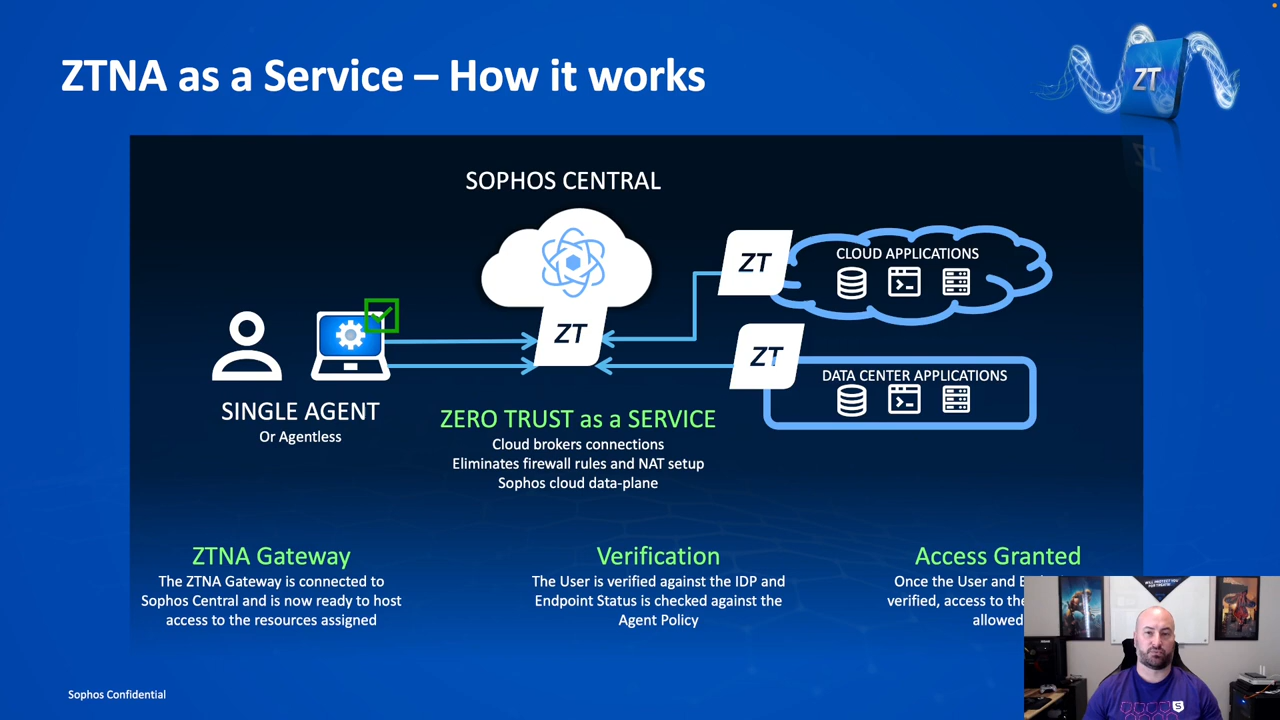 ZTNA as a Service – How it works
ZT
SOPHOS CENTRAL
ZT
CLOUD APPLICATIONS
ZT
ZT
DATA CENTER APPLICATIONS
SINGLE AGENT
Or Agentless
ZERO TRUST as a SERVICE
Cloud brokers connections
Eliminates firewall rules and NAT setup
Sophos cloud data-plane
ZTNA Gateway
The ZTNA Gateway is connected to
Sophos Central and is now ready to host
access to the resources assigned
Verification
The User is verified against the IDP and
Endpoint Status is checked against the
Agent Policy
Access Granted
Once the User and
verified, access to the
allowed
Sophos Confidential
S